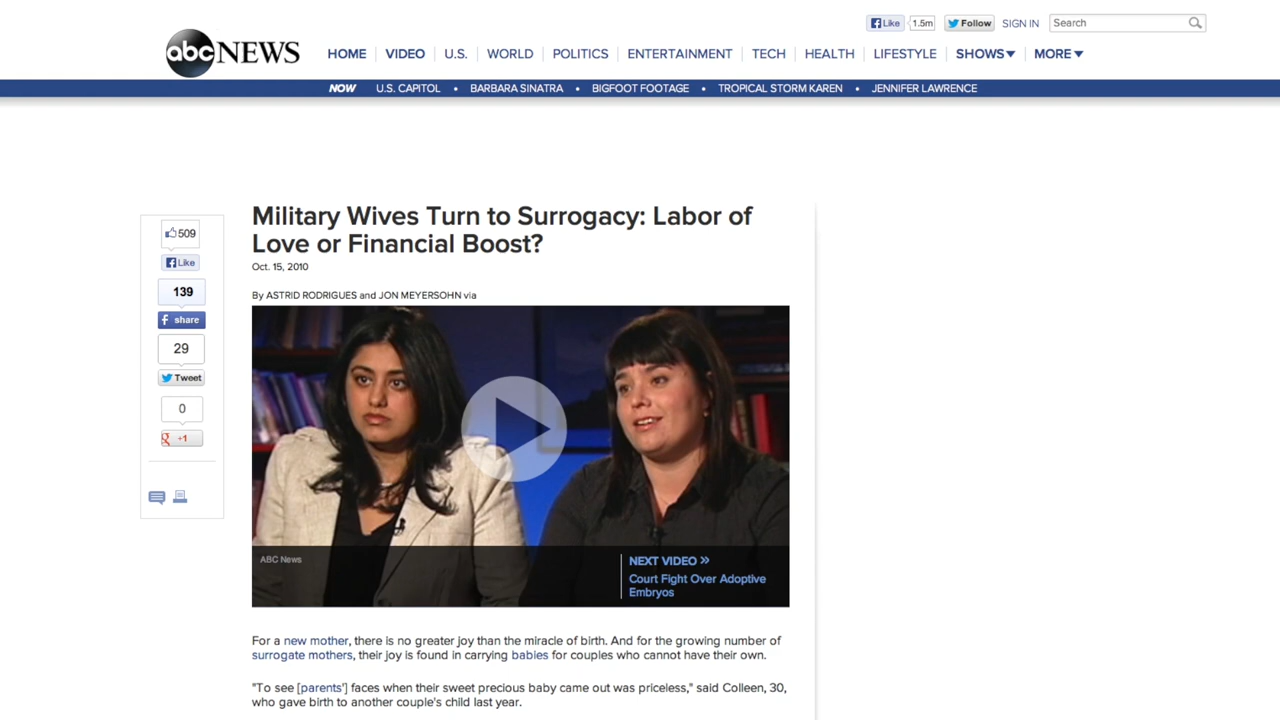 Like 1.5m Follow SIGN IN Search
abc NEWS HOME VIDEO U.S. WORLD POLITICS ENTERTAINMENT TECH HEALTH LIFESTYLE SHOWS MORE
NOW U.S. CAPITOL • BARBARA SINATRA • BIGFOOT FOOTAGE • TROPICAL STORM KAREN • JENNIFER LAWRENCE
509
Like
139
share
29
Tweet
0
+1
Military Wives Turn to Surrogacy: Labor of
Love or Financial Boost?
Oct. 15, 2010
By ASTRID RODRIGUES and JON MEYERSOHN via
ABC News
NEXT VIDEO »
Court Fight Over Adoptive
Embryos
For a new mother, there is no greater joy than the miracle of birth. And for the growing number of
surrogate mothers, their joy is found in carrying babies for couples who cannot have their own.
"To see [parents'] faces when their sweet precious baby came out was priceless," said Colleen, 30,
who gave birth to another couple's child last year.